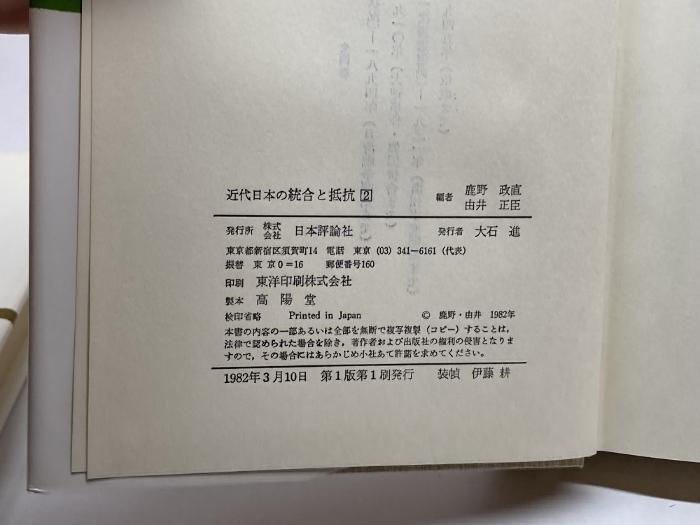 近代日本の統合と抵抗 2　編者　鹿野　政直
由井　正臣
発行所　株式会社　日本評論社　発行者　大石　進
東京都新宿区須賀町14　電話　東京 (03) 341―6161（代表）
振替　東京0＝16　郵便番号160
印刷　東洋印刷株式会社
製本　高陽堂
検印省略　Printed in Japan　© 鹿野・由井　1982年
本書の内容の一部あるいは全部を無断で複写複製（コピー）することは，
法律で認められた場合を除き，著作者および出版社の権利の侵害となりま
すので，その場合にはあらかじめ小社あて許諾を求めてください。
1982年3月10日　第1版第1刷発行　装幀　伊藤　耕